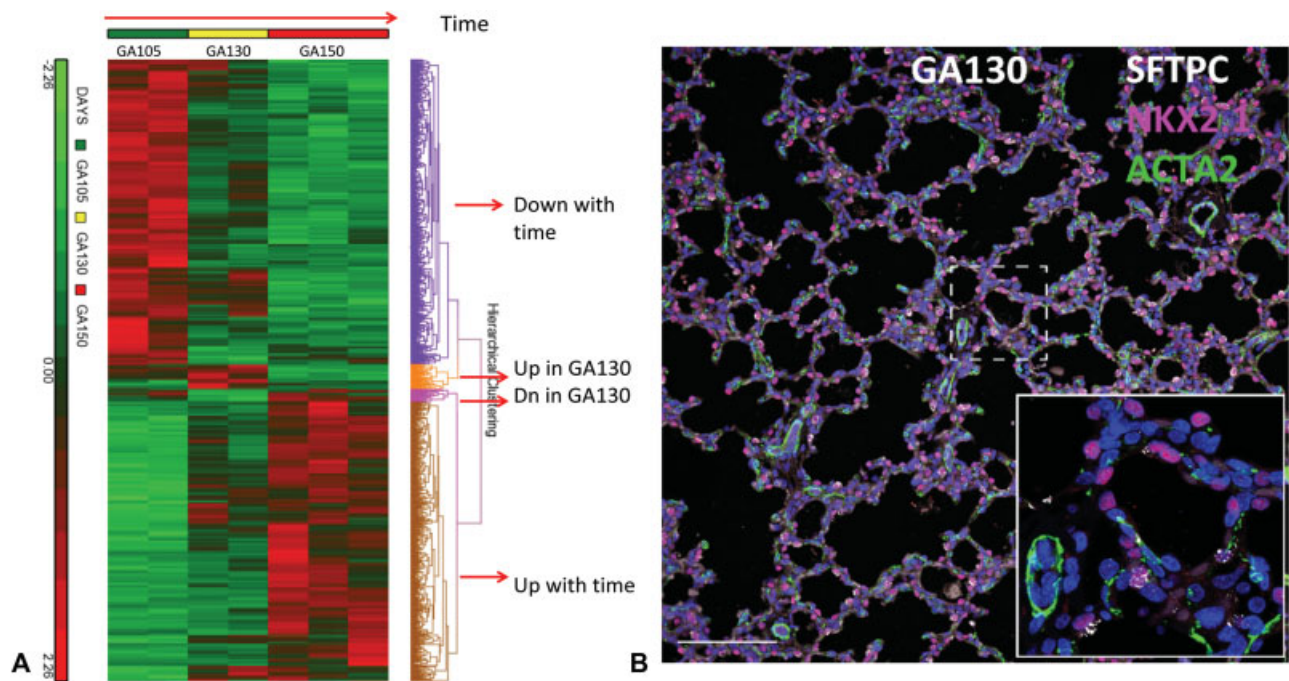 Time
GA105 GA130 GA150
-2.26
0.00
2.26
DAYS GA105 GA130 GA150
Down with
time
Up in GA130
Dn in GA130
Hierarchical Clustering
Up with time
A
GA130
SFTPC
NKX2.1
ACTA2
B